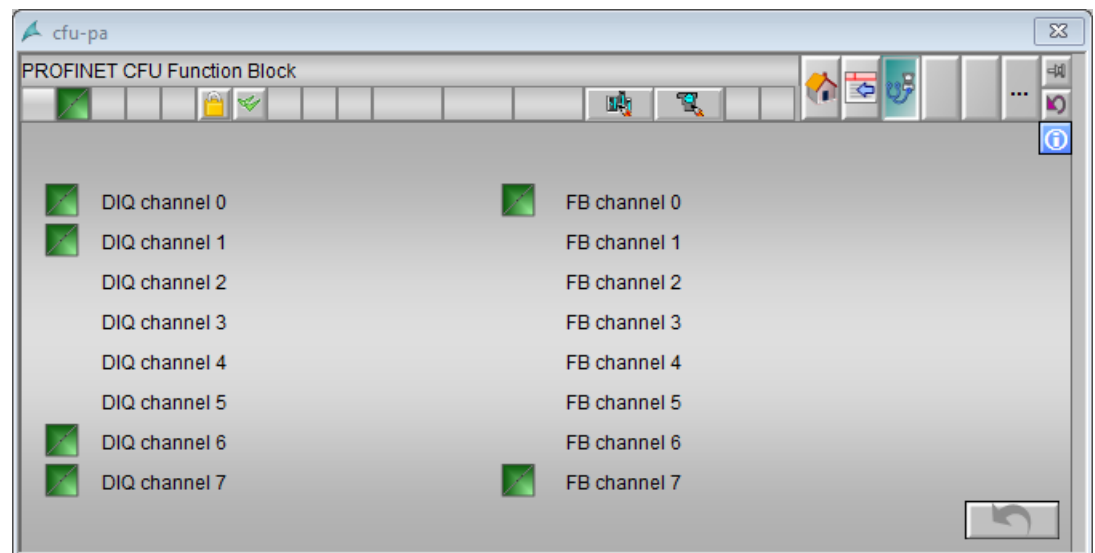 cfu-pa
PROFINET CFU Function Block
...
DIQ channel 0
FB channel 0
DIQ channel 1
FB channel 1
DIQ channel 2
FB channel 2
DIQ channel 3
FB channel 3
DIQ channel 4
FB channel 4
DIQ channel 5
FB channel 5
DIQ channel 6
FB channel 6
DIQ channel 7
FB channel 7